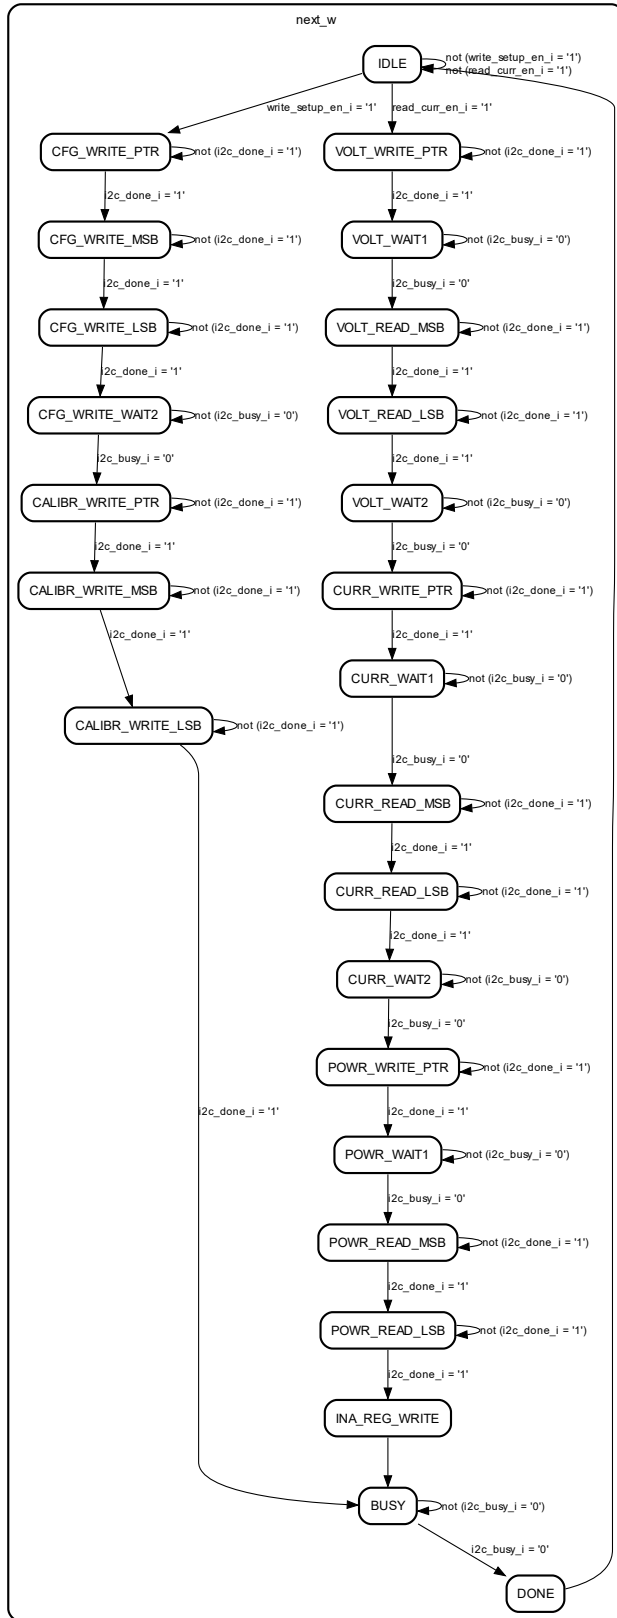 next_w
IDLE
not (write_setup_en_i = '1')
not (read_curr_en_i = '1')
write_setup_en_i = '1'
read_curr_en_i = '1'
CFG_WRITE_PTR
not (i2c_done_i = '1')
VOLT_WRITE_PTR
not (i2c_done_i = '1')
i2c_done_i = '1'
i2c_done_i = '1'
CFG_WRITE_MSB
not (i2c_done_i = '1')
VOLT_WAIT1
not (i2c_busy_i = '0')
i2c_done_i = '1'
i2c_busy_i = '0'
CFG_WRITE_LSB
not (i2c_done_i = '1')
VOLT_READ_MSB
not (i2c_done_i = '1')
i2c_done_i = '1'
i2c_done_i = '1'
CFG_WRITE_WAIT2
not (i2c_busy_i = '0')
VOLT_READ_LSB
not (i2c_done_i = '1')
i2c_busy_i = '0'
i2c_done_i = '1'
CALIBR_WRITE_PTR
not (i2c_done_i = '1')
VOLT_WAIT2
not (i2c_busy_i = '0')
i2c_done_i = '1'
i2c_busy_i = '0'
CALIBR_WRITE_MSB
not (i2c_done_i = '1')
CURR_WRITE_PTR
not (i2c_done_i = '1')
i2c_done_i = '1'
i2c_done_i = '1'
CURR_WAIT1
not (i2c_busy_i = '0')
CALIBR_WRITE_LSB
not (i2c_done_i = '1')
i2c_busy_i = '0'
CURR_READ_MSB
not (i2c_done_i = '1')
i2c_done_i = '1'
CURR_READ_LSB
not (i2c_done_i = '1')
i2c_done_i = '1'
CURR_WAIT2
not (i2c_busy_i = '0')
i2c_busy_i = '0'
POWR_WRITE_PTR
not (i2c_done_i = '1')
i2c_done_i = '1'
i2c_done_i = '1'
POWR_WAIT1
not (i2c_busy_i = '0')
i2c_busy_i = '0'
POWR_READ_MSB
not (i2c_done_i = '1')
i2c_done_i = '1'
POWR_READ_LSB
not (i2c_done_i = '1')
i2c_done_i = '1'
INA_REG_WRITE
BUSY
not (i2c_busy_i = '0')
i2c_busy_i = '0'
DONE